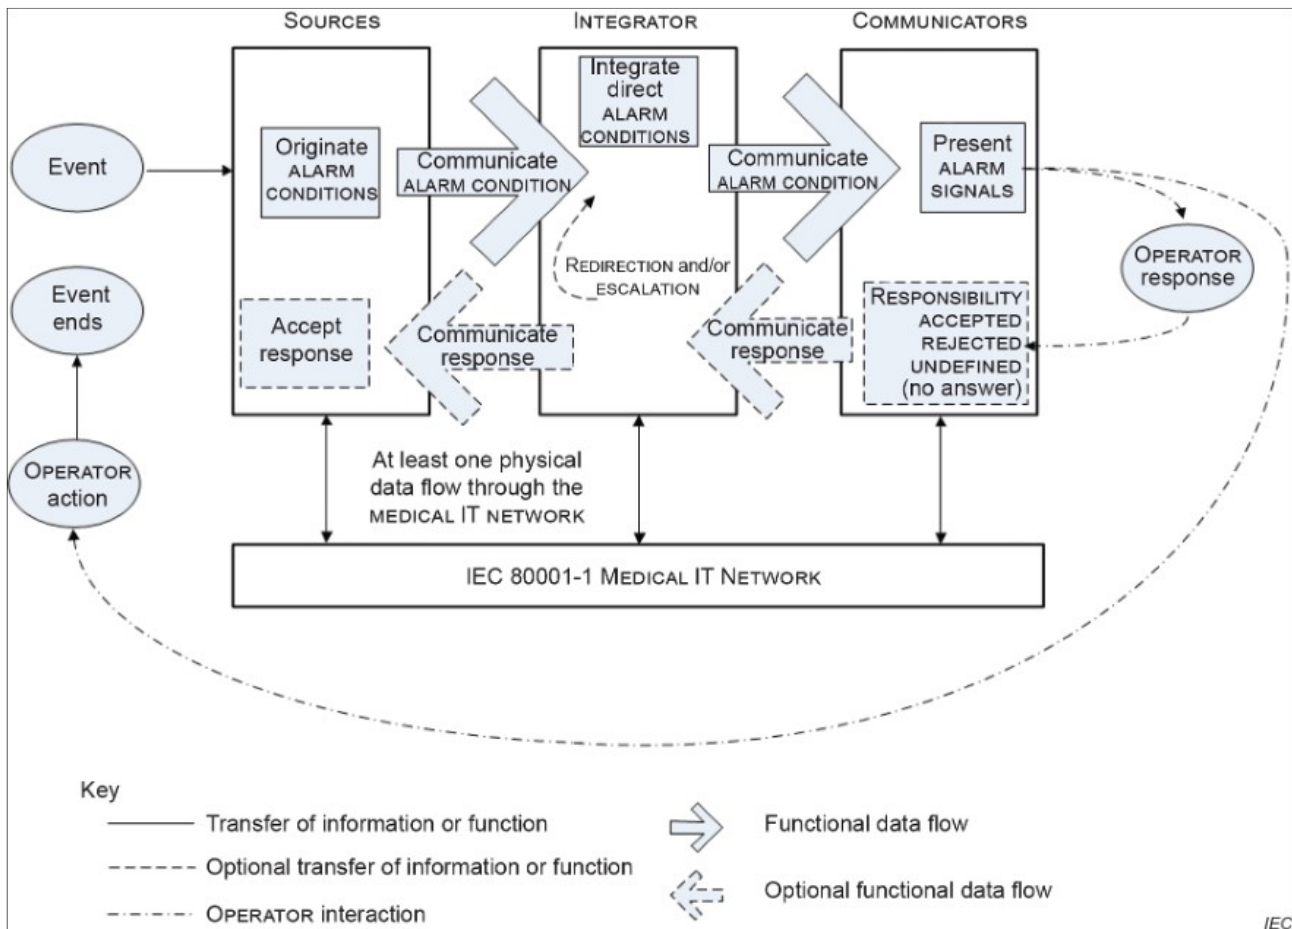 SOURCES
INTEGRATOR
COMMUNICATORS
Event
Originate
ALARM
CONDITIONS
Communicate
ALARM CONDITION
Integrate
direct
ALARM
CONDITIONS
Communicate
ALARM CONDITION
Present
ALARM
SIGNALS
OPERATOR
response
REDIRECTION and/or
ESCALATION
Event
ends
Accept
response
Communicate
response
Communicate
response
RESPONSIBILITY
ACCEPTED
REJECTED
UNDEFINED
(no answer)
OPERATOR
action
At least one physical
data flow through the
MEDICAL IT NETWORK
IEC 80001-1 MEDICAL IT NETWORK
Key
Transfer of information or function
Functional data flow
Optional transfer of information or function
Optional functional data flow
OPERATOR interaction
IEC